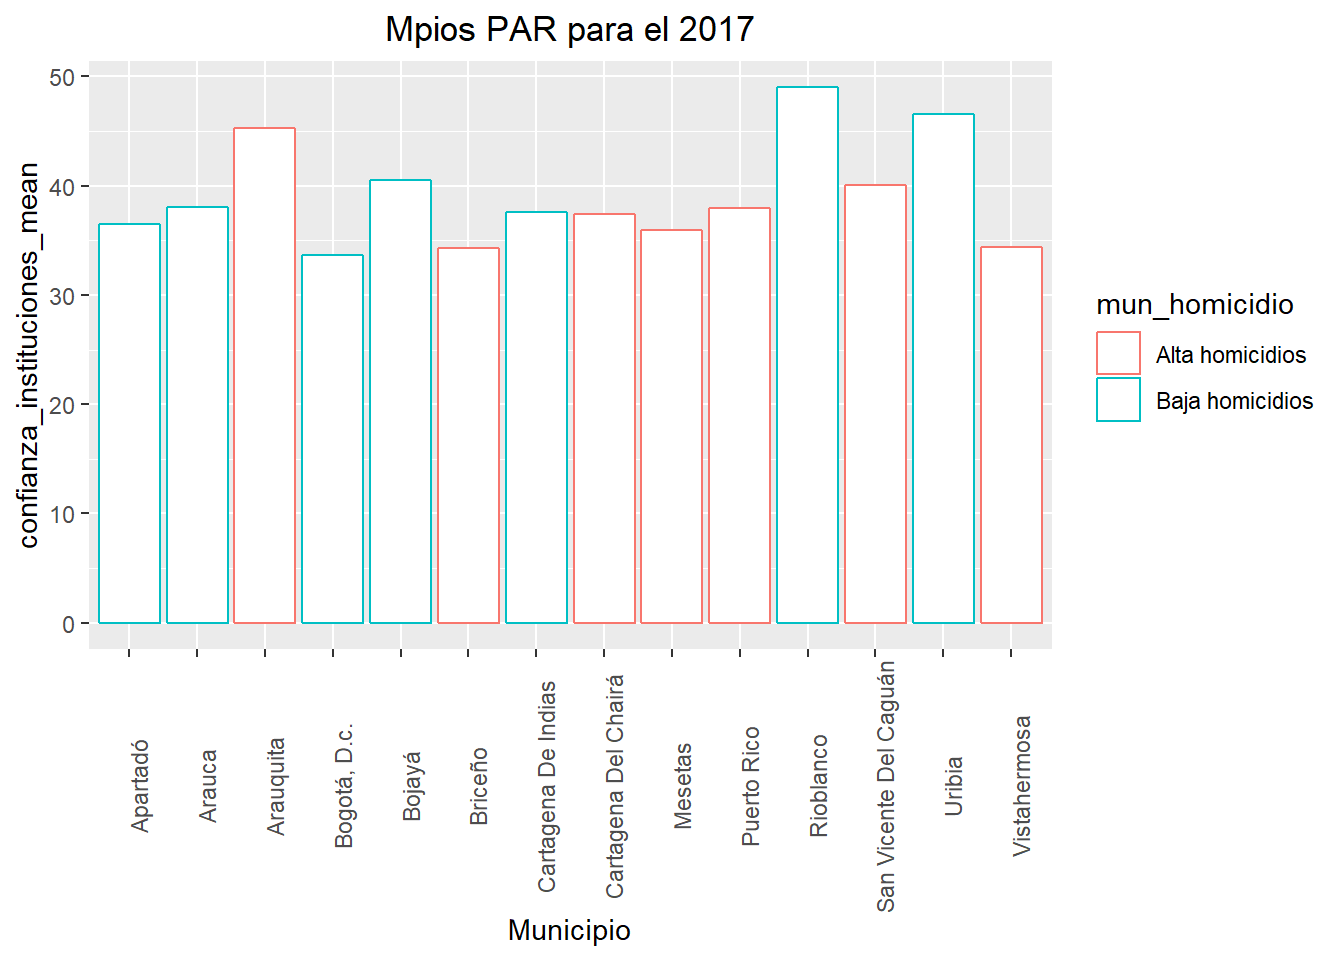 Mpios PAR para el 2017
confianza_instituciones_mean
50
40
30
20
10
0
Apartadó
Arauca
Arauquita
Bogotá, D.c.
Bojayá
Briceño
Cartagena De Indias
Cartagena Del Chairá
Mesetas
Puerto Rico
Rioblanco
San Vicente Del Caguán
Uribia
Vistahermosa
Municipio
mun_homicidio
Alta homicidios
Baja homicidios